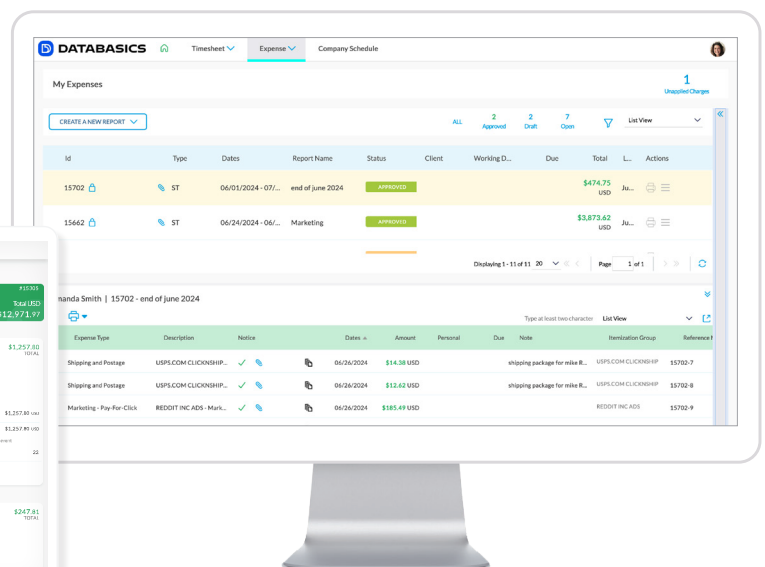 DATABASICS
Timesheet
Expense
Company Schedule
My Expenses
1
Unapplied Charges
CREATE A NEW REPORT
ALL
2
Approved
2
Draft
7
Open
List View
Id Type Dates Report Name Status Client Working D... Due Total L... Actions
15702 ST 06/01/2024 - 07/... end of june 2024 APPROVED $474.75 USD Ju...
15662 ST 06/24/2024 - 06/... Marketing APPROVED $3,873.62 USD Ju...
Displaying 1 - 11 of 11 20 Page 1 of 1
manda Smith | 15702 - end of june 2024
Type at least two character List View
Expense Type Description Notice Dates Amount Personal Due Note Itemization Group Reference
Shipping and Postage USPS.COM CLICKNSHIP... 06/26/2024 $14.38 USD shipping package for mike R... USPS.COM CLICKNSHIP 15702-7
Shipping and Postage USPS.COM CLICKNSHIP... 06/26/2024 $12.62 USD shipping package for mike R... USPS.COM CLICKNSHIP 15702-8
Marketing - Pay-For-Click REDDIT INC ADS - Mark... 06/26/2024 $185.49 USD REDDIT INC ADS 15702-9
#15305
Total USD
12,971.97
$1,257.80
TOTAL
$1,257.80 USD
$1,257.80 USD
22
$247.81
TOTAL